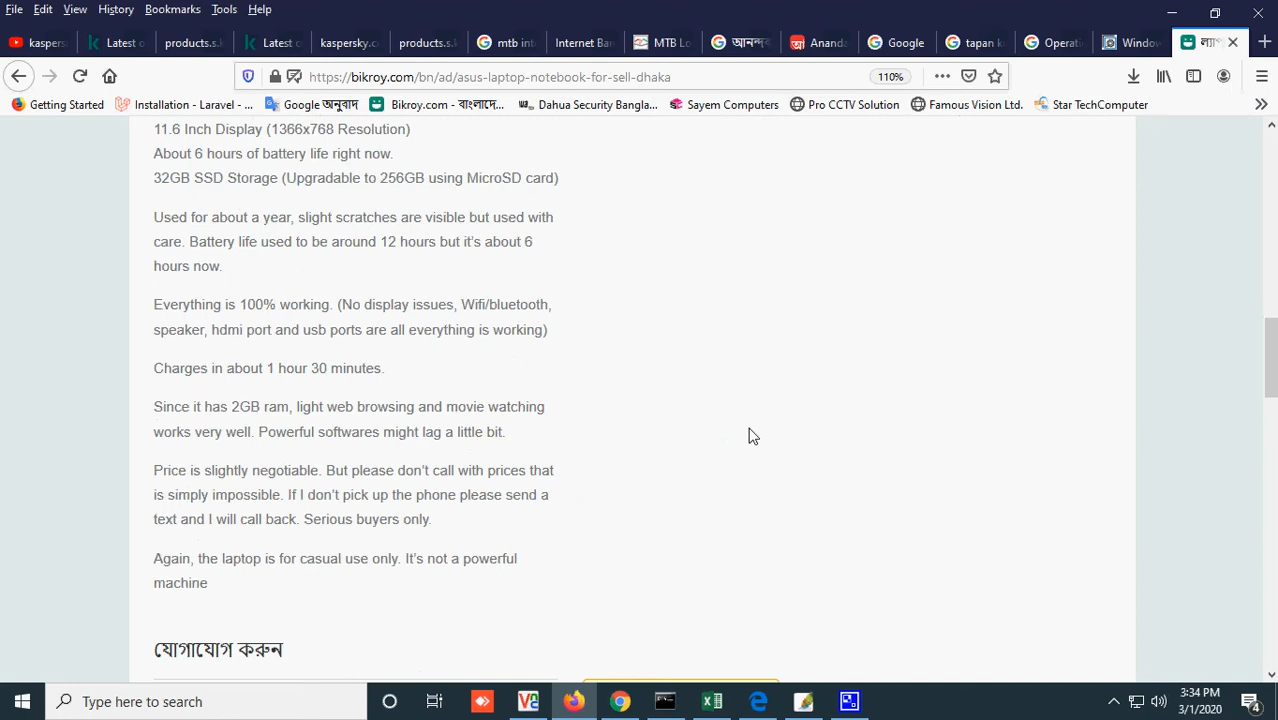 File Edit View History Bookmarks Tools Help
kaspers
Latest o
products.s.k
Latest o
kaspersky.co
products.s.k
mtb inte
Internet Ban
MTB Lo
আনন্দব
Ananda
Google
tapan ku
Operati
Window
ল্যাপ
https://bikroy.com/bn/ad/asus-laptop-notebook-for-sell-dhaka 110%
Getting Started Installation - Laravel -... Google অনুবাদ Bikroy.com - বাংলাদে... Dahua Security Bangla... Sayem Computers Pro CCTV Solution Famous Vision Ltd. Star TechComputer
11.6 Inch Display (1366x768 Resolution)
About 6 hours of battery life right now.
32GB SSD Storage (Upgradable to 256GB using MicroSD card)
Used for about a year, slight scratches are visible but used with
care. Battery life used to be around 12 hours but it's about 6
hours now.
Everything is 100% working. (No display issues, Wifi/bluetooth,
speaker, hdmi port and usb ports are all everything is working)
Charges in about 1 hour 30 minutes.
Since it has 2GB ram, light web browsing and movie watching
works very well. Powerful softwares might lag a little bit.
Price is slightly negotiable. But please don't call with prices that
is simply impossible. If I don't pick up the phone please send a
text and I will call back. Serious buyers only.
Again, the laptop is for casual use only. It's not a powerful
machine
যোগাযোগ করুন
Type here to search
3:34 PM
3/1/2020
4